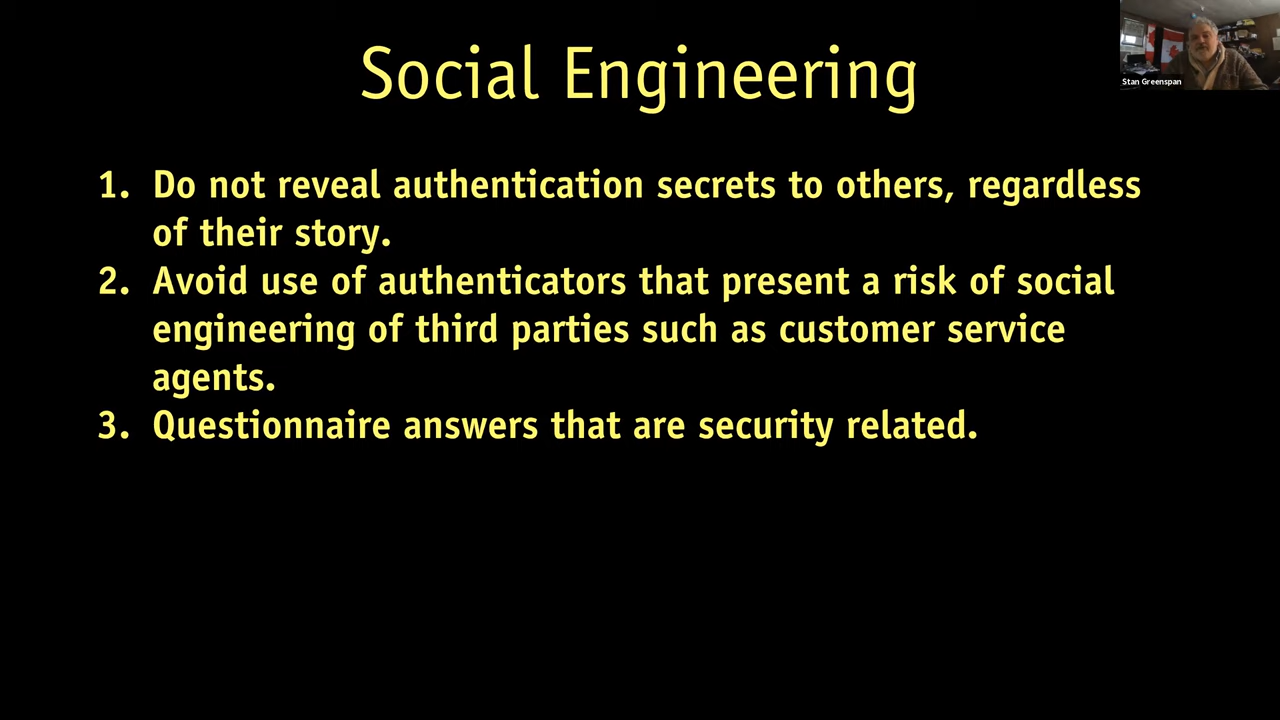 Social Engineering
Stan Greenspan
1. Do not reveal authentication secrets to others, regardless
of their story.
2. Avoid use of authenticators that present a risk of social
engineering of third parties such as customer service
agents.
3. Questionnaire answers that are security related.